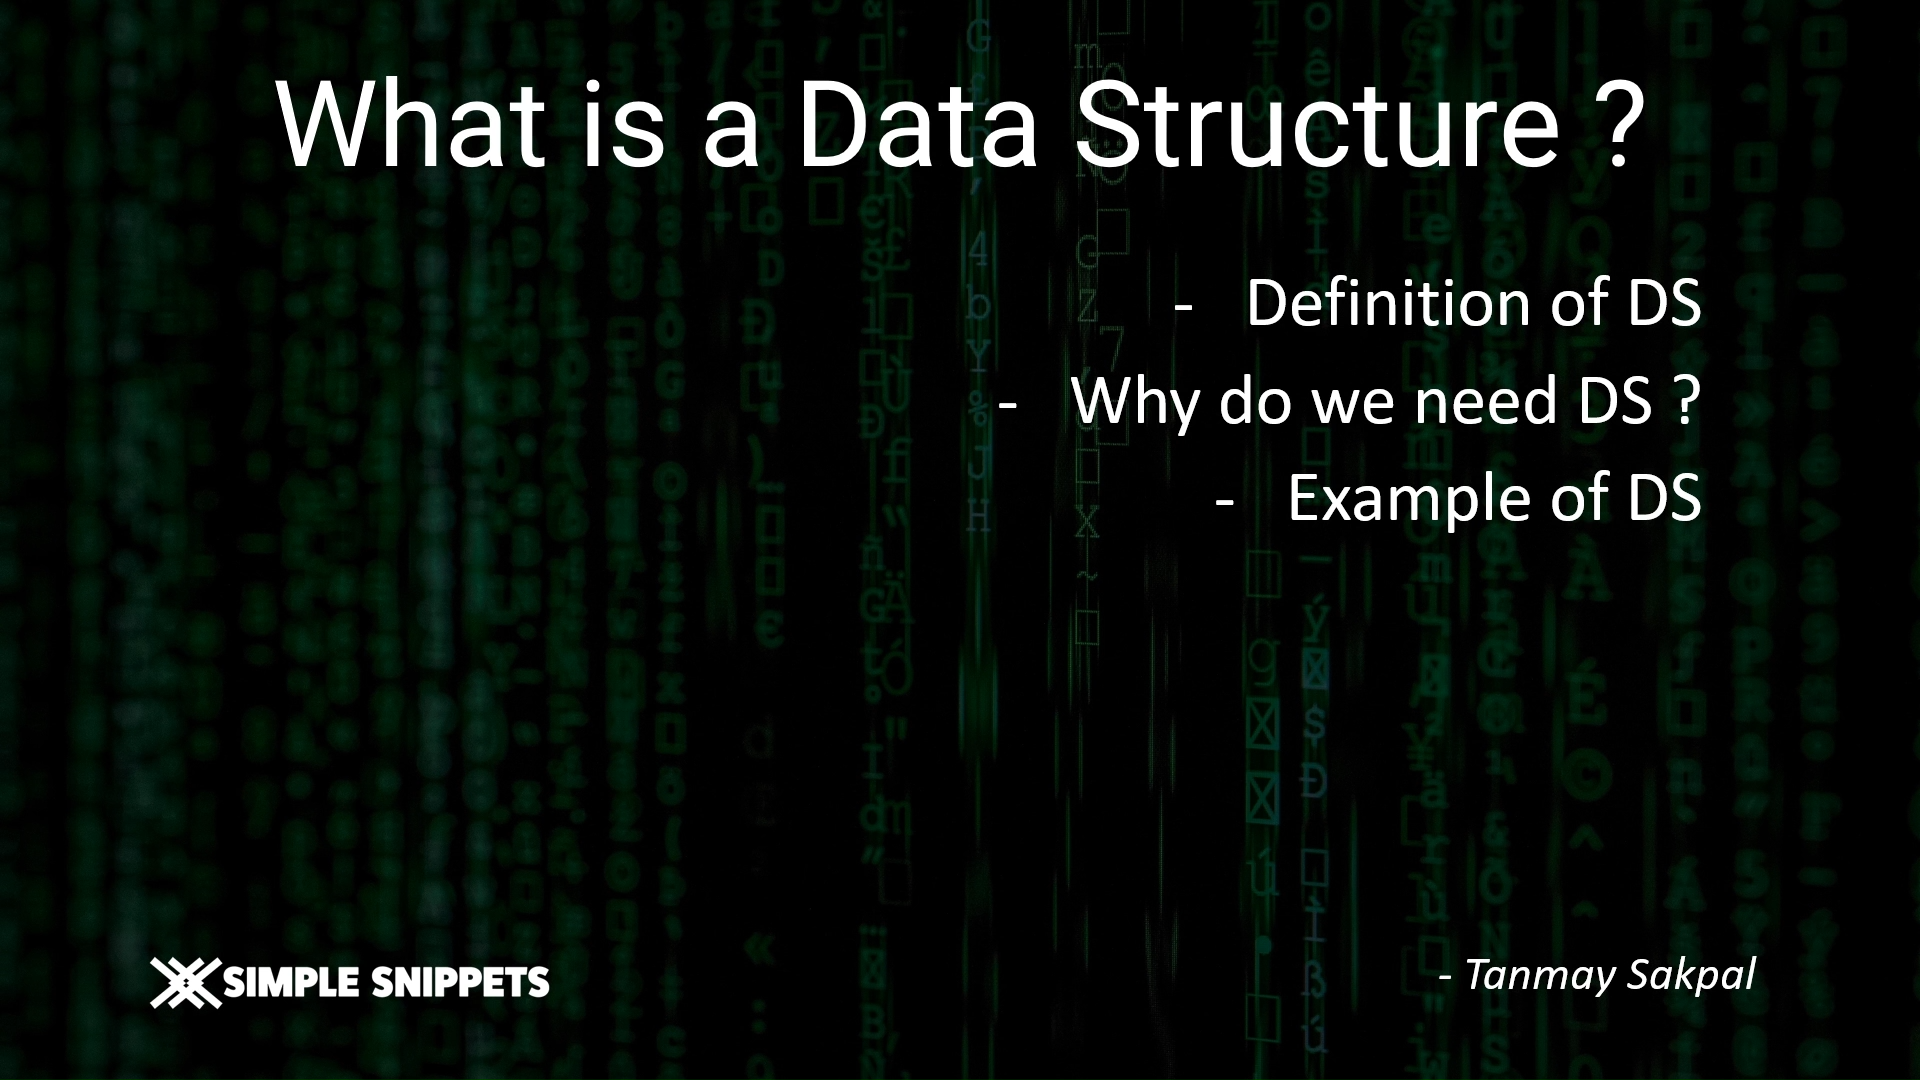 What is a Data Structure ?
- Definition of DS
- Why do we need DS ?
- Example of DS
SIMPLE SNIPPETS
- Tanmay Sakpal